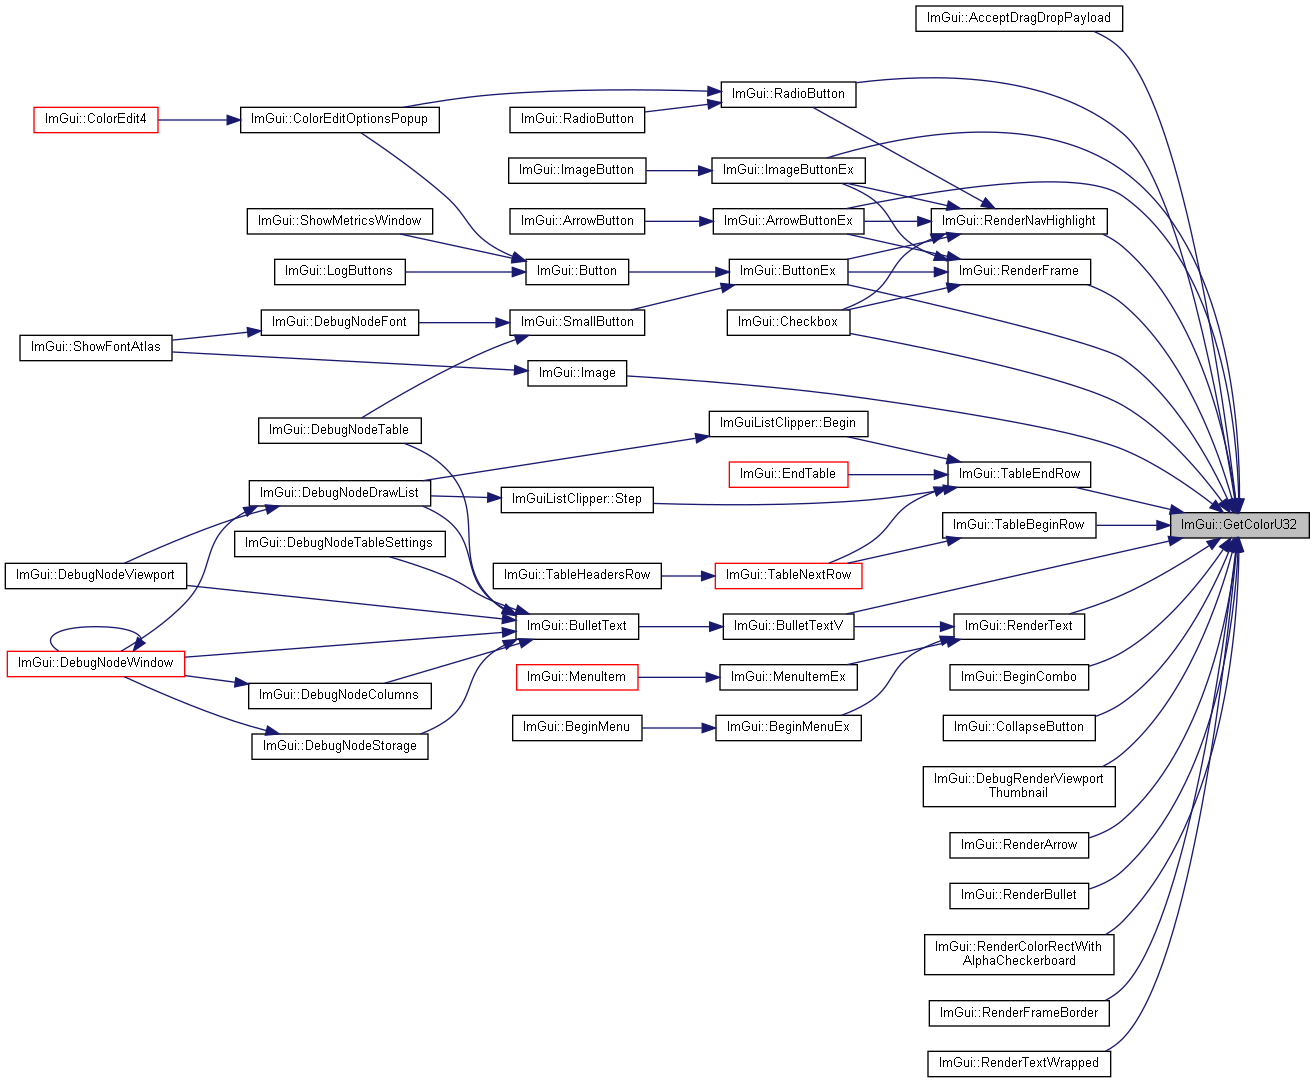 ImGui::AcceptDragDropPayload
ImGui::RadioButton
ImGui::ColorEdit4
ImGui::ColorEditOptionsPopup
ImGui::RadioButton
ImGui::ImageButton
ImGui::ImageButtonEx
ImGui::ShowMetricsWindow
ImGui::ArrowButton
ImGui::ArrowButtonEx
ImGui::RenderNavHighlight
ImGui::LogButtons
ImGui::Button
ImGui::ButtonEx
ImGui::RenderFrame
ImGui::DebugNodeFont
ImGui::SmallButton
ImGui::Checkbox
ImGui::ShowFontAtlas
ImGui::Image
ImGui::DebugNodeTable
ImGuiListClipper::Begin
ImGui::EndTable
ImGui::TableEndRow
ImGui::DebugNodeDrawList
ImGuiListClipper::Step
ImGui::TableBeginRow
ImGui::GetColorU32
ImGui::DebugNodeTableSettings
ImGui::DebugNodeViewport
ImGui::TableHeadersRow
ImGui::TableNextRow
ImGui::BulletText
ImGui::BulletTextV
ImGui::RenderText
ImGui::DebugNodeWindow
ImGui::MenuItem
ImGui::MenuItemEx
ImGui::BeginCombo
ImGui::DebugNodeColumns
ImGui::BeginMenu
ImGui::BeginMenuEx
ImGui::CollapseButton
ImGui::DebugNodeStorage
ImGui::DebugRenderViewport
Thumbnail
ImGui::RenderArrow
ImGui::RenderBullet
ImGui::RenderColorRectWith
AlphaCheckerboard
ImGui::RenderFrameBorder
ImGui::RenderTextWrapped